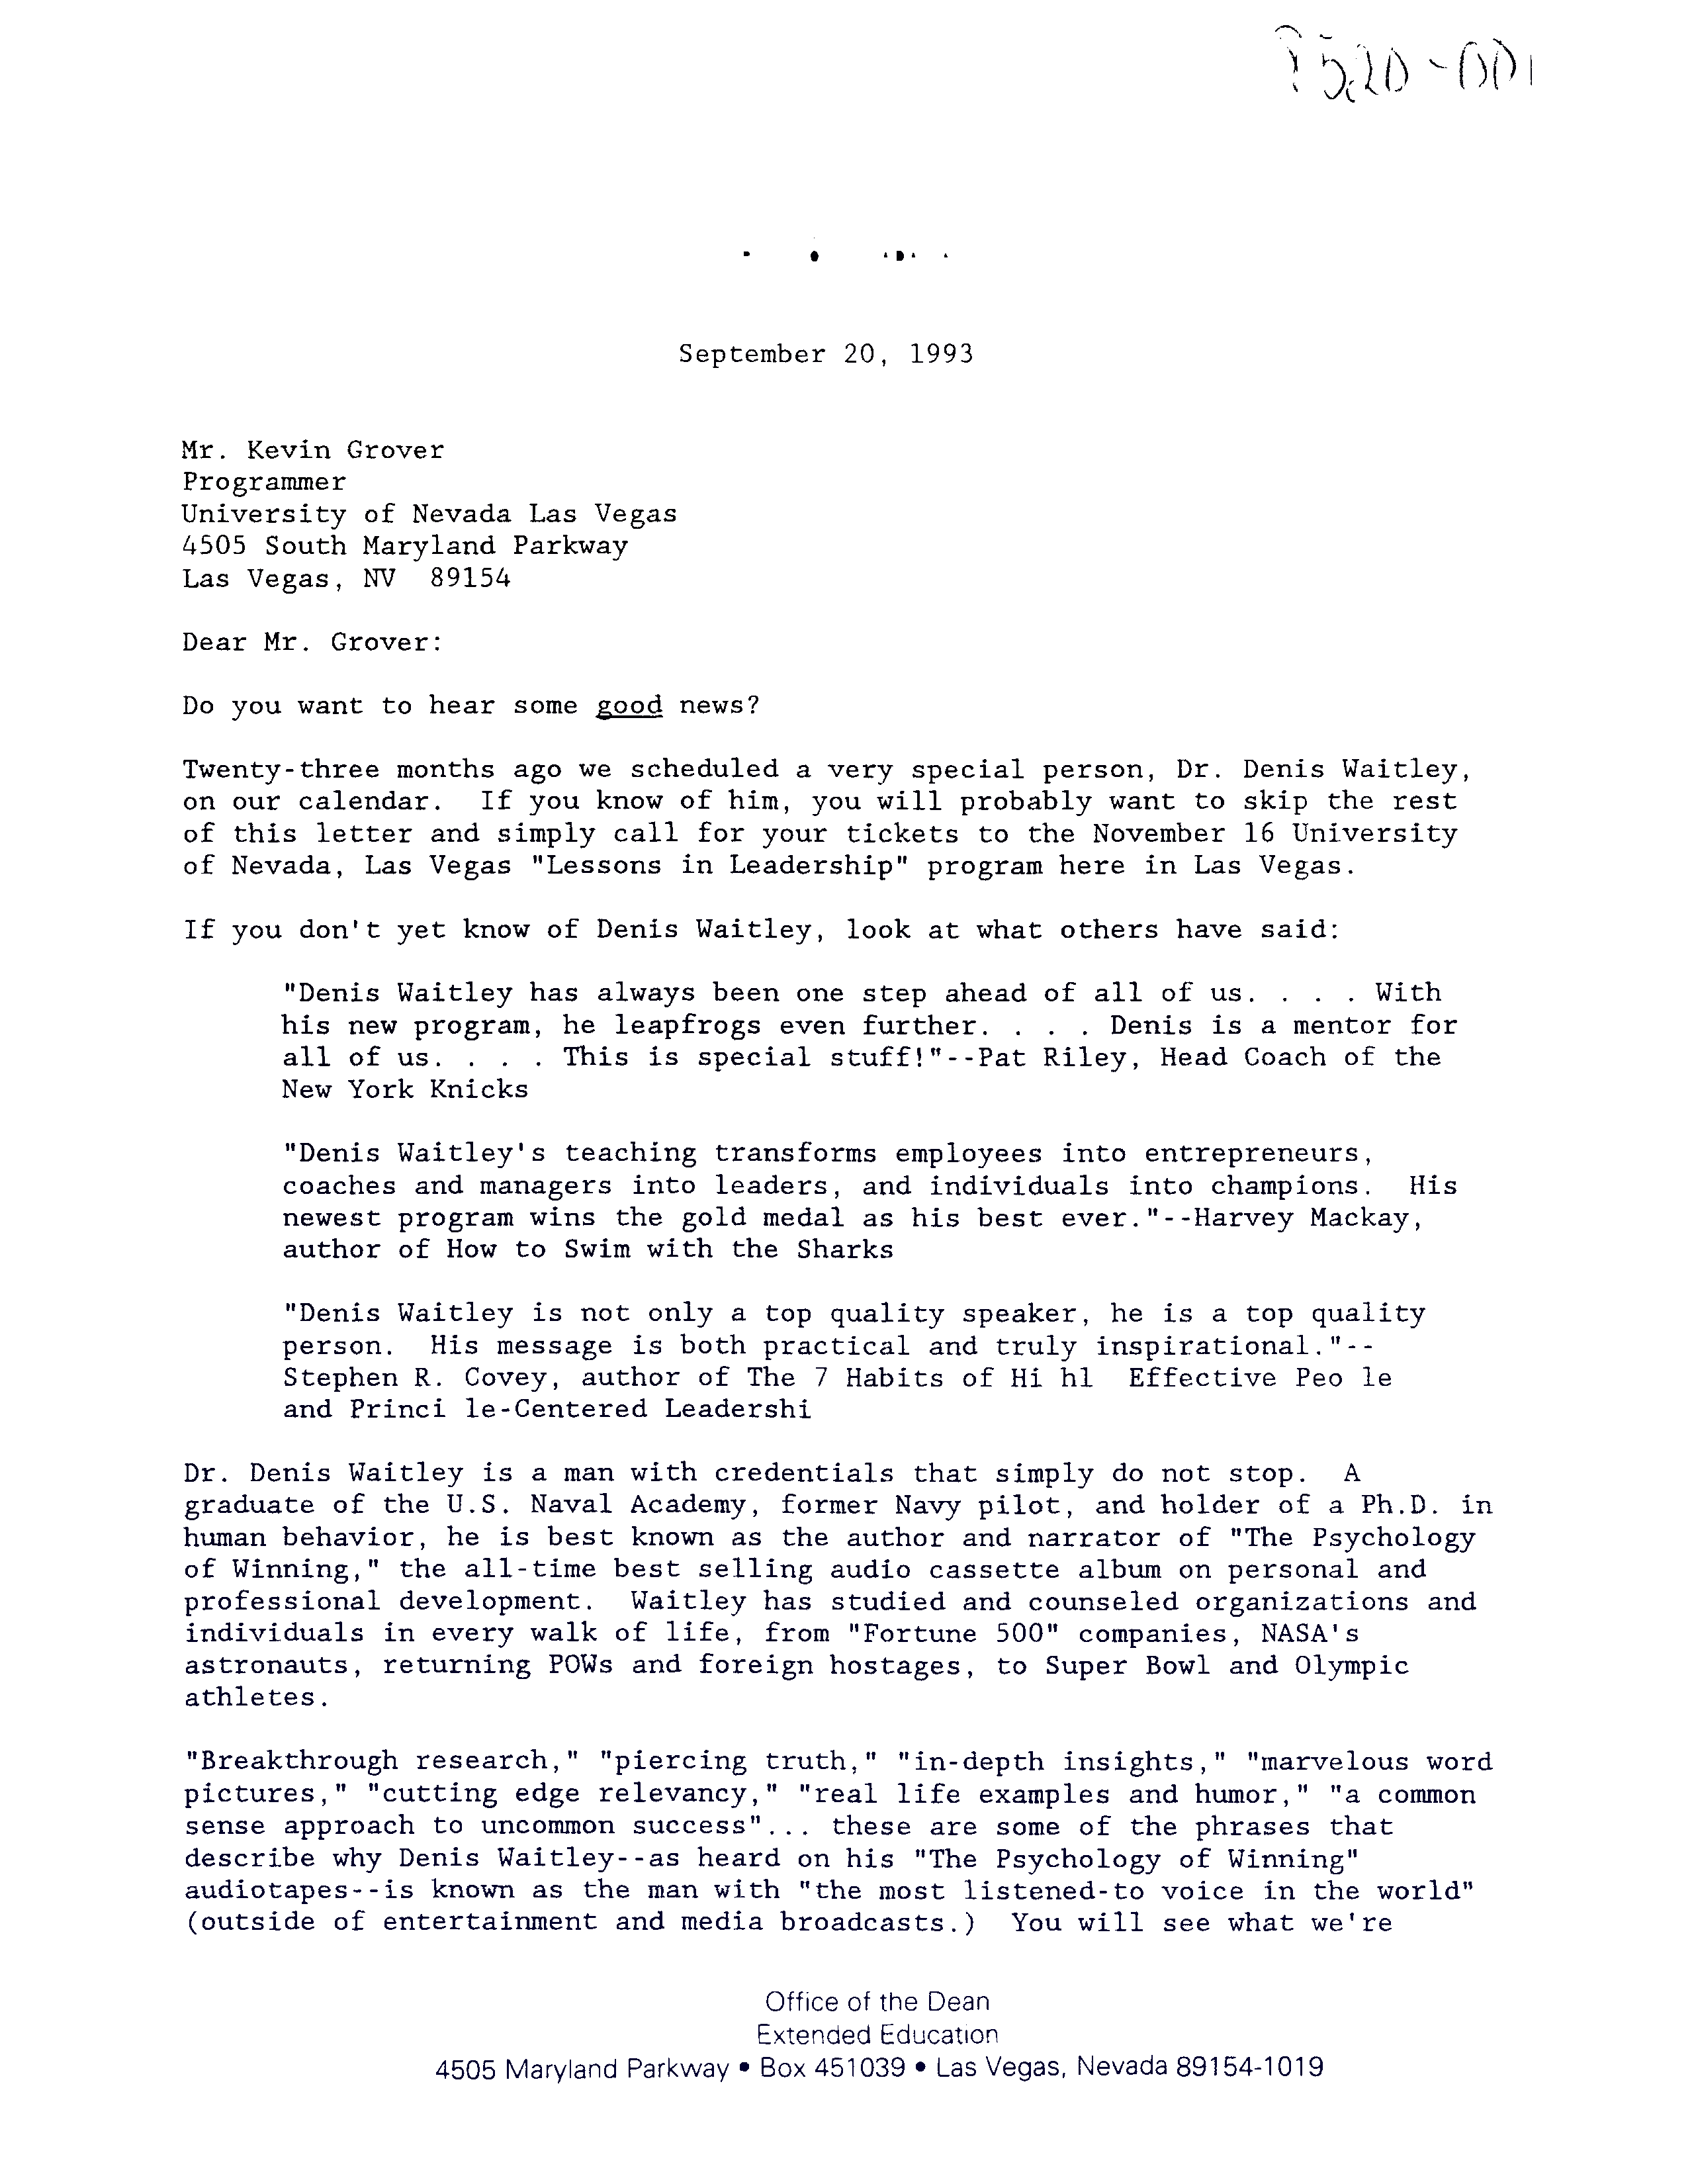 September 20, 1993
Mr. Kevin Grover
Programmer
University of Nevada Las Vegas
4505 South Maryland Parkway
Las Vegas, NV  89154
Dear Mr. Grover:
Do you want to hear some good news?
Twenty-three months ago we scheduled a very special person, Dr. Denis Waitley,
on our calendar.  If you know of him, you will probably want to skip the rest
of this letter and simply call for your tickets to the November 16 University
of Nevada, Las Vegas "Lessons in Leadership" program here in Las Vegas.
If you don't yet know of Denis Waitley, look at what others have said:
"Denis Waitley has always been one step ahead of all of us. . . . With
his new program, he leapfrogs even further. . . . Denis is a mentor for
all of us. . . . This is special stuff!"--Pat Riley, Head Coach of the
New York Knicks
"Denis Waitley's teaching transforms employees into entrepreneurs,
coaches and managers into leaders, and individuals into champions.  His
newest program wins the gold medal as his best ever."--Harvey Mackay,
author of How to Swim with the Sharks
"Denis Waitley is not only a top quality speaker, he is a top quality
person.  His message is both practical and truly inspirational."--
Stephen R. Covey, author of The 7 Habits of Hi hl  Effective Peo le
and Princi le-Centered Leadershi
Dr. Denis Waitley is a man with credentials that simply do not stop.  A
graduate of the U.S. Naval Academy, former Navy pilot, and holder of a Ph.D. in
human behavior, he is best known as the author and narrator of "The Psychology
of Winning," the all-time best selling audio cassette album on personal and
professional development.  Waitley has studied and counseled organizations and
individuals in every walk of life, from "Fortune 500" companies, NASA's
astronauts, returning POWs and foreign hostages, to Super Bowl and Olympic
athletes.
"Breakthrough research," "piercing truth," "in-depth insights," "marvelous word
pictures," "cutting edge relevancy," "real life examples and humor," "a common
sense approach to uncommon success"... these are some of the phrases that
describe why Denis Waitley--as heard on his "The Psychology of Winning"
audiotapes--is known as the man with "the most listened-to voice in the world"
(outside of entertainment and media broadcasts.)  You will see what we're
Office of the Dean
Extended Education
4505 Maryland Parkway • Box 451039 • Las Vegas, Nevada 89154-1019